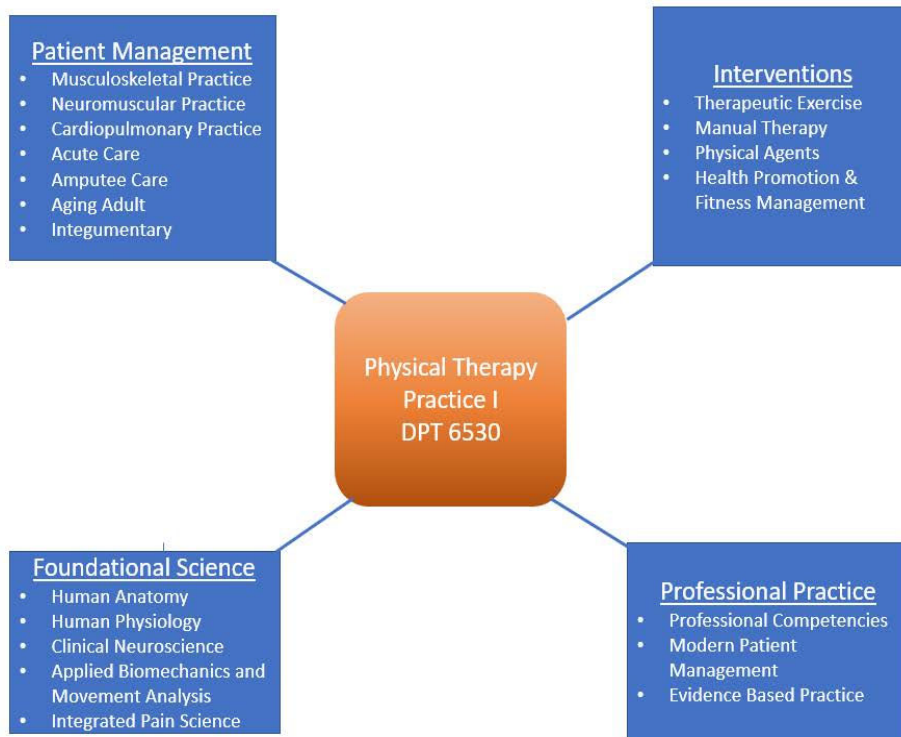 Patient Management
• Musculoskeletal Practice
• Neuromuscular Practice
• Cardiopulmonary Practice
• Acute Care
• Amputee Care
• Aging Adult
• Integumentary
Interventions
• Therapeutic Exercise
• Manual Therapy
• Physical Agents
• Health Promotion &
Fitness Management
Physical Therapy
Practice I
DPT 6530
Foundational Science
• Human Anatomy
• Human Physiology
• Clinical Neuroscience
• Applied Biomechanics and
Movement Analysis
• Integrated Pain Science
Professional Practice
• Professional Competencies
• Modern Patient
Management
• Evidence Based Practice